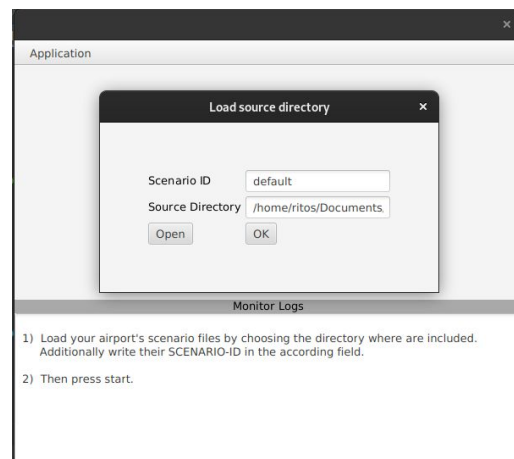 Application
Load source directory
Scenario ID
default
Source Directory
/home/ritos/Documents
Open
OK
Monitor Logs
1) Load your airport's scenario files by choosing the directory where are included.
Additionally write their SCENARIO-ID in the according field.
2) Then press start.